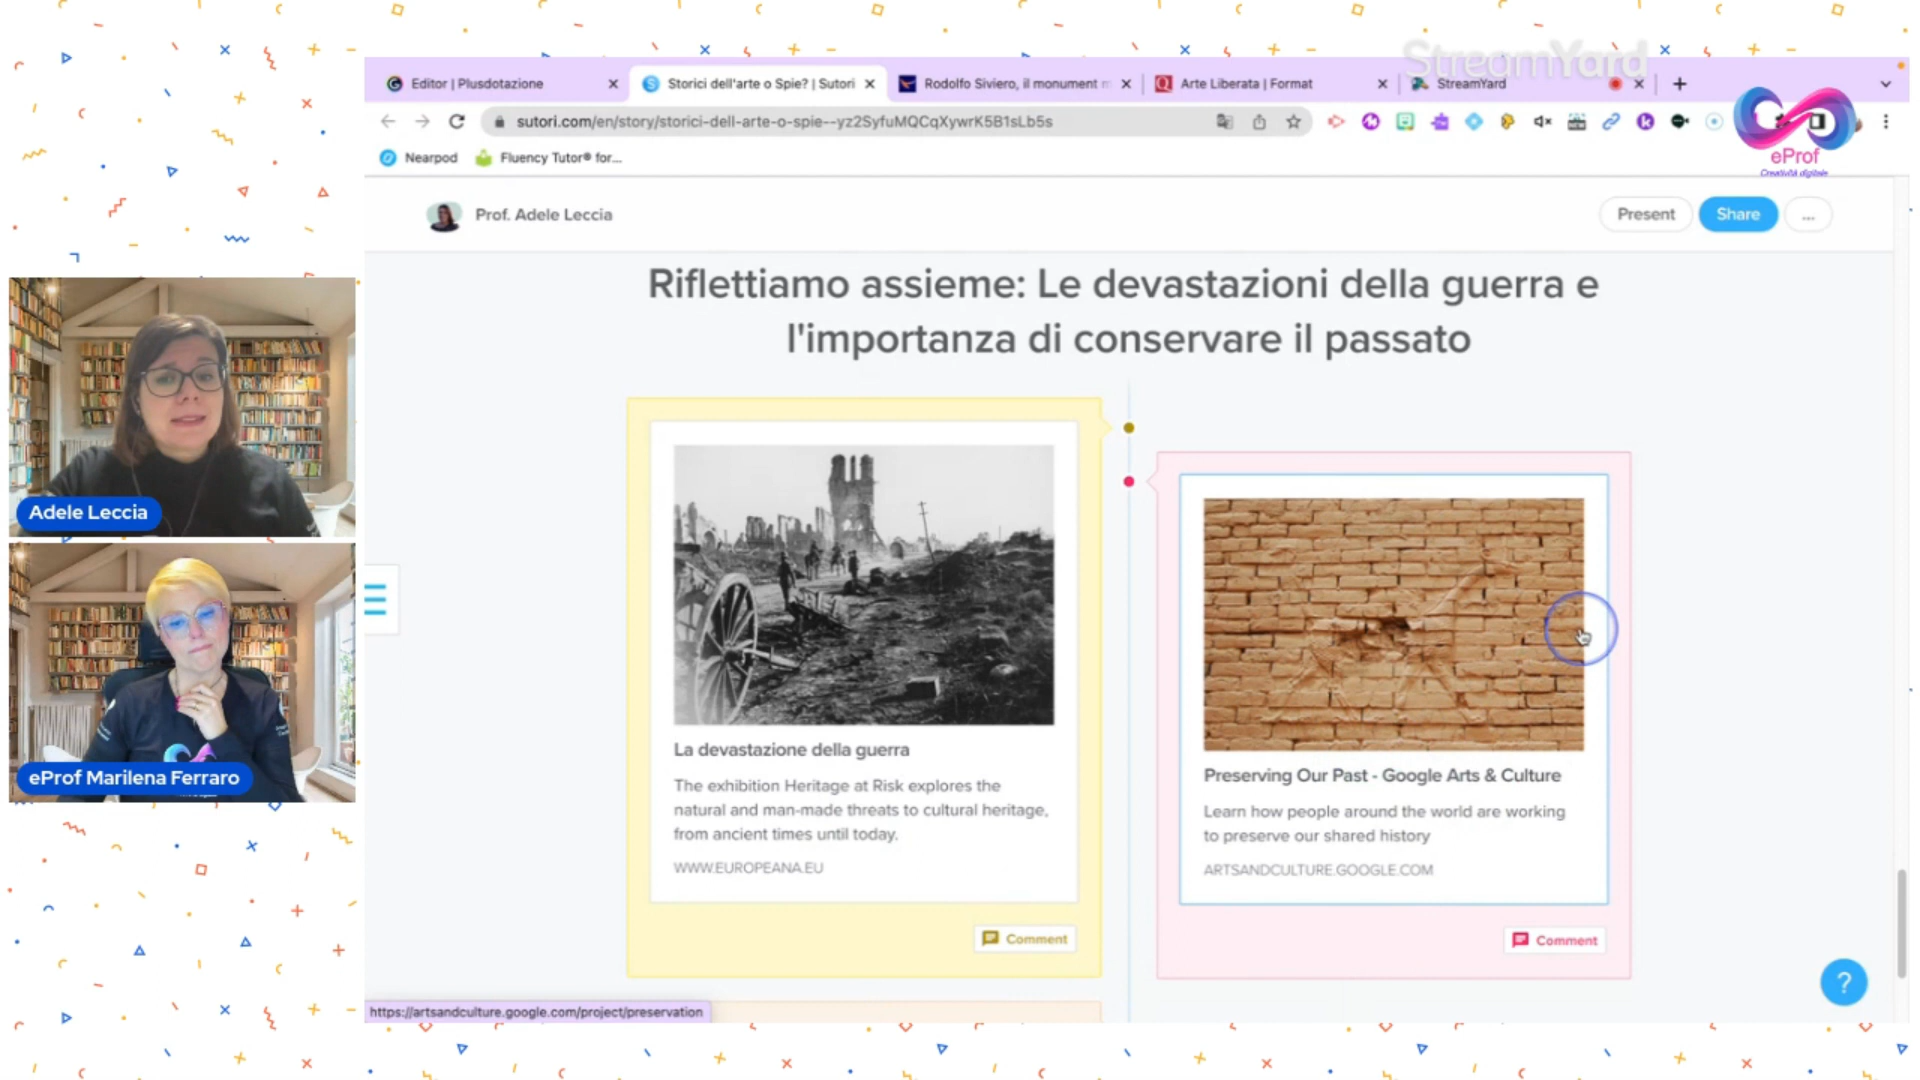 StreamYard
Editor | Plusdotazione
Storici dell'arte o Spie? | Sutori
Rodolfo Siviero, il monument m
Arte Liberata | Format
StreamYard
sutori.com/en/story/storici-dell-arte-o-spie--yz2SyfuMQCqXywrK5B1sLb5s
eProf
Creatività digitale
Nearpod
Fluency Tutor® for...
Prof. Adele Leccia
Present
Share
...
Riflettiamo assieme: Le devastazioni della guerra e
l'importanza di conservare il passato
Adele Leccia
eProf Marilena Ferraro
La devastazione della guerra
The exhibition Heritage at Risk explores the
natural and man-made threats to cultural heritage,
from ancient times until today.
WWW.EUROPEANA.EU
Comment
Preserving Our Past - Google Arts & Culture
Learn how people around the world are working
to preserve our shared history
ARTSANDCULTURE.GOOGLE.COM
Comment
?
https://artsandculture.google.com/project/preservation